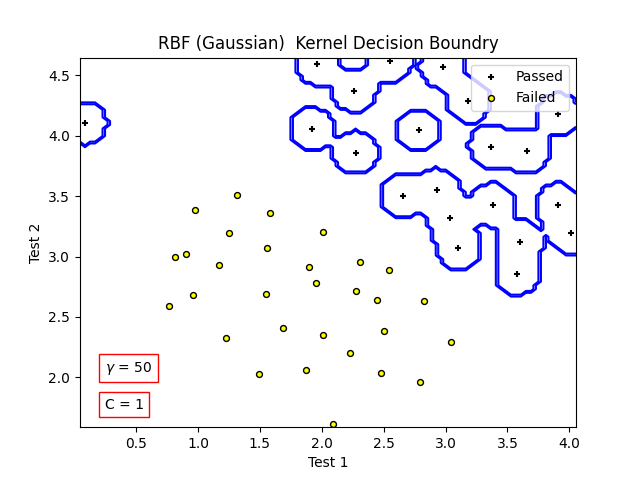 RBF (Gaussian)  Kernel Decision Boundry
Passed
Failed
4.5
4.0
3.5
3.0
2.5
2.0
Test 2
γ = 50
C = 1
0.5 1.0 1.5 2.0 2.5 3.0 3.5 4.0
Test 1